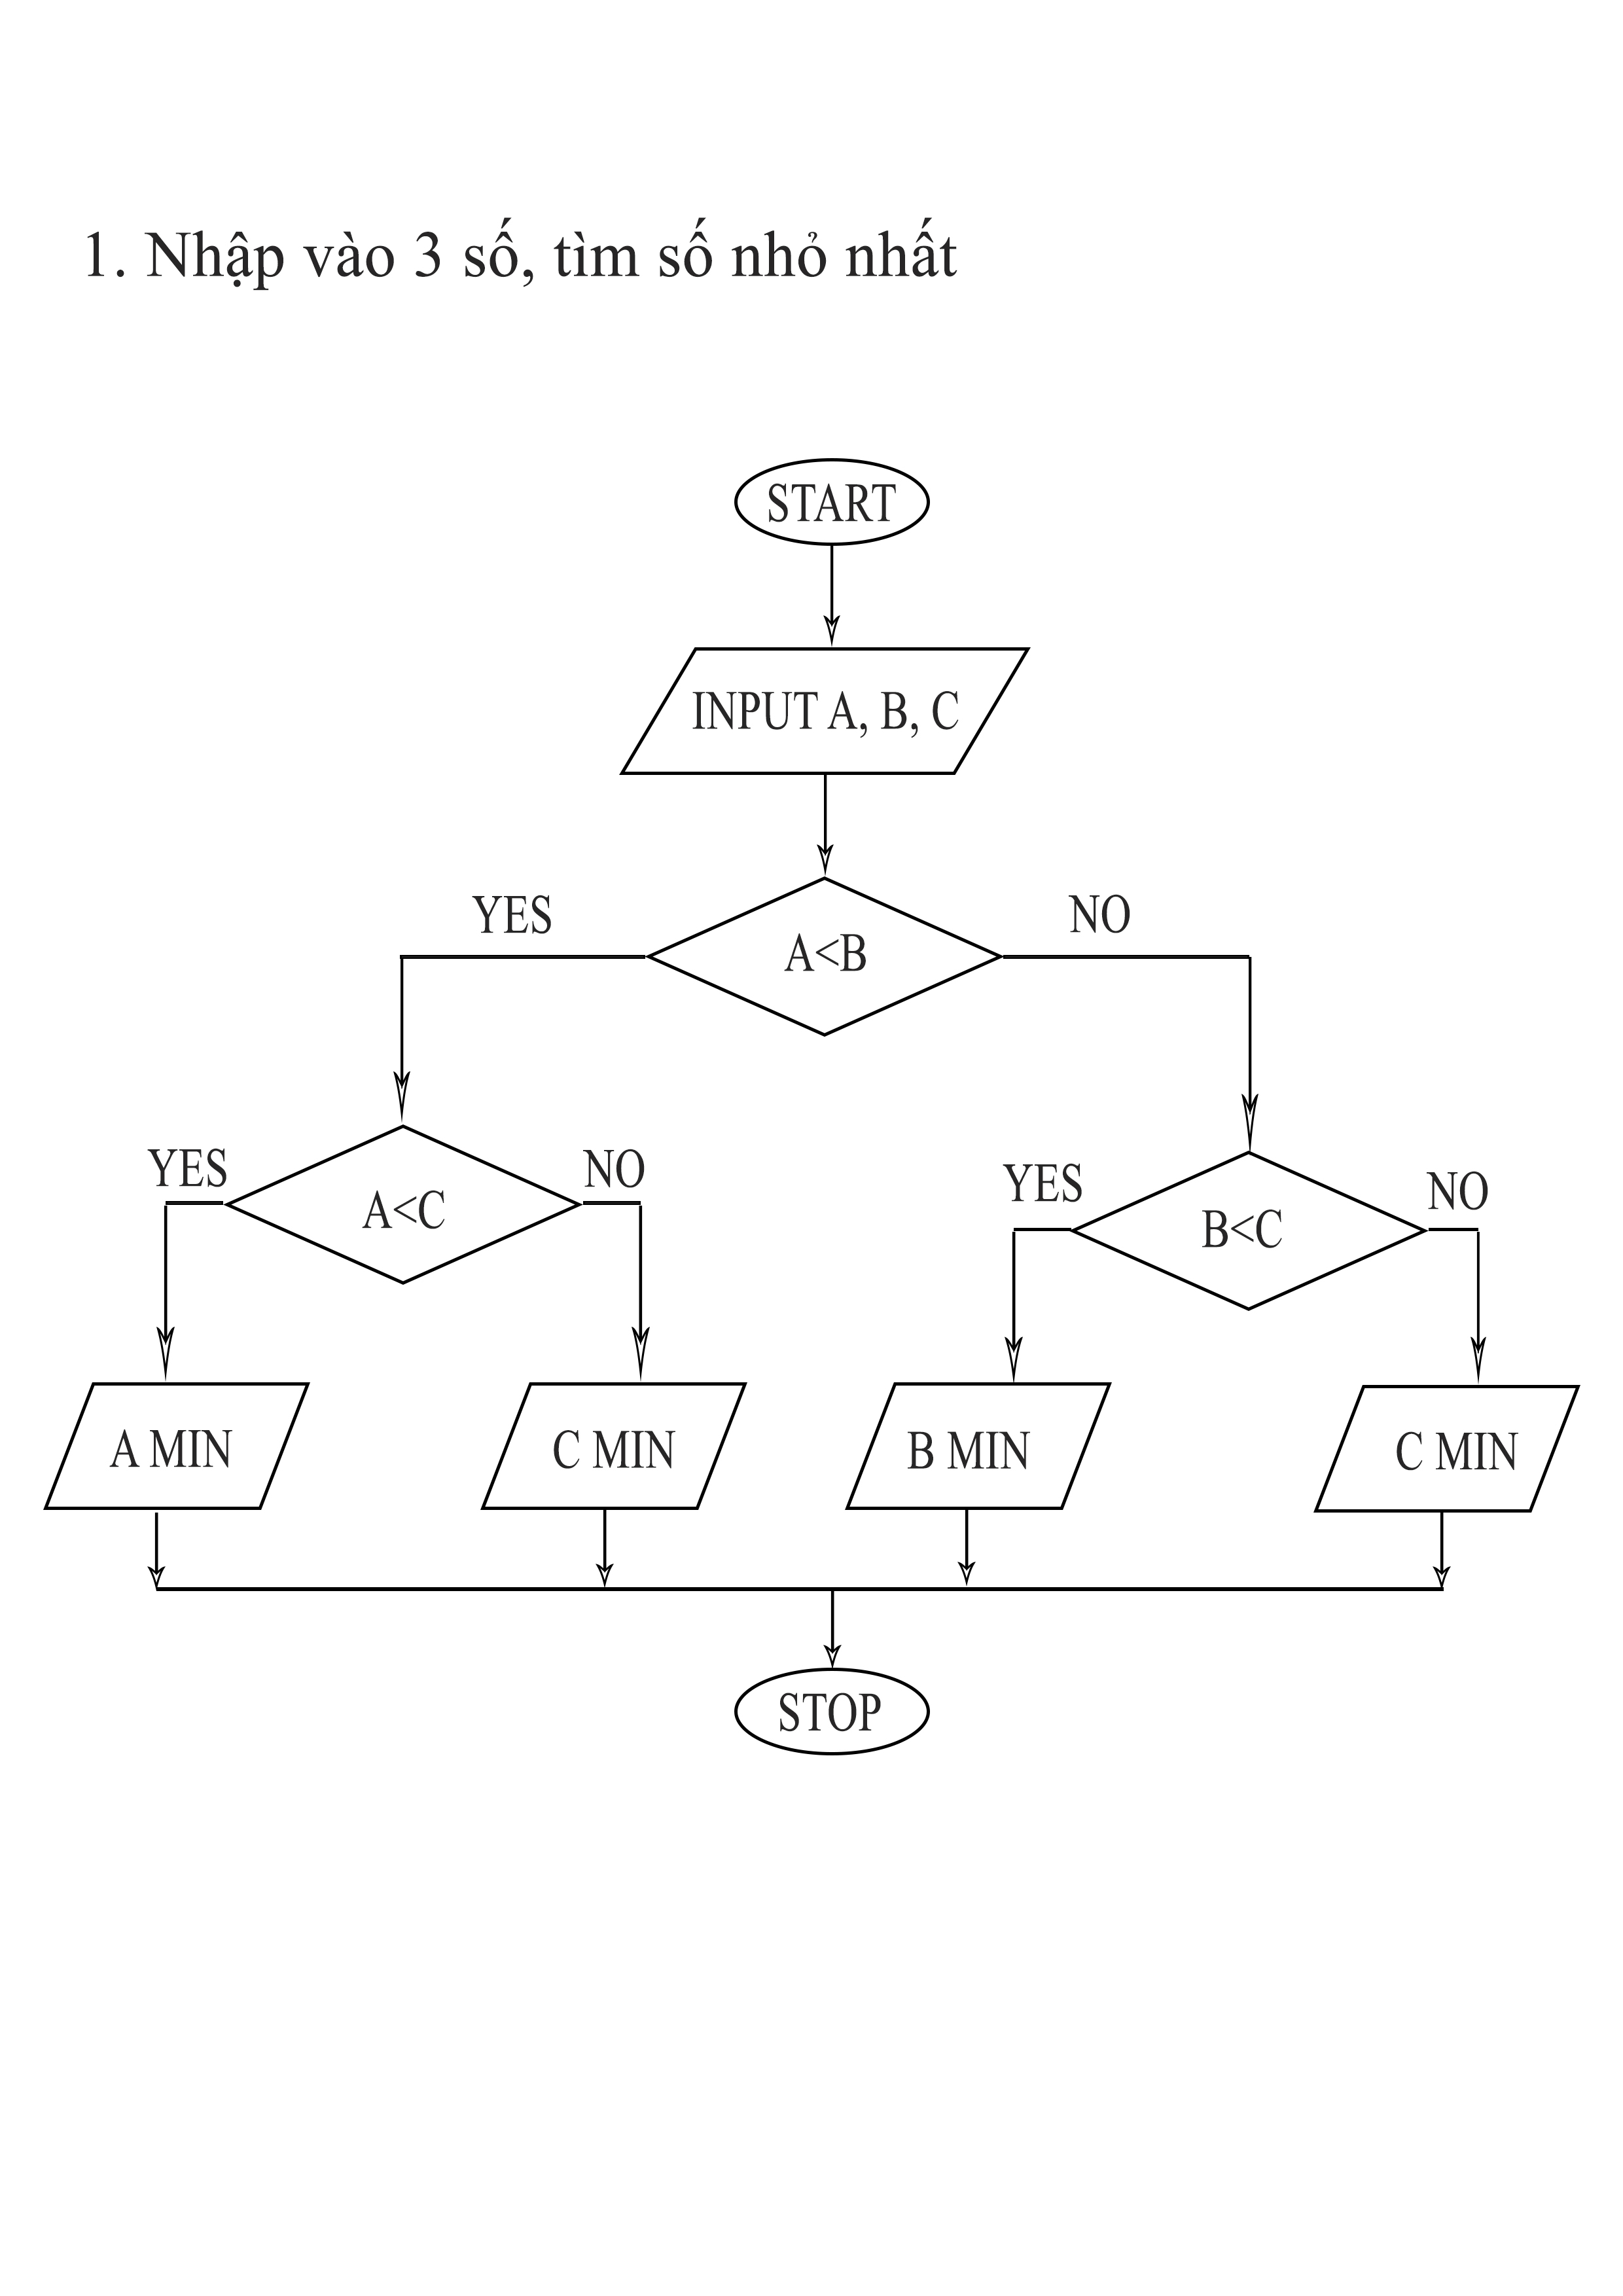 1. Nhập vào 3 số, tìm số nhỏ nhất
START
INPUT A, B, C
YES
NO
A<B
YES
NO
A<C
YES
NO
B<C
A MIN
C MIN
B MIN
C MIN
STOP